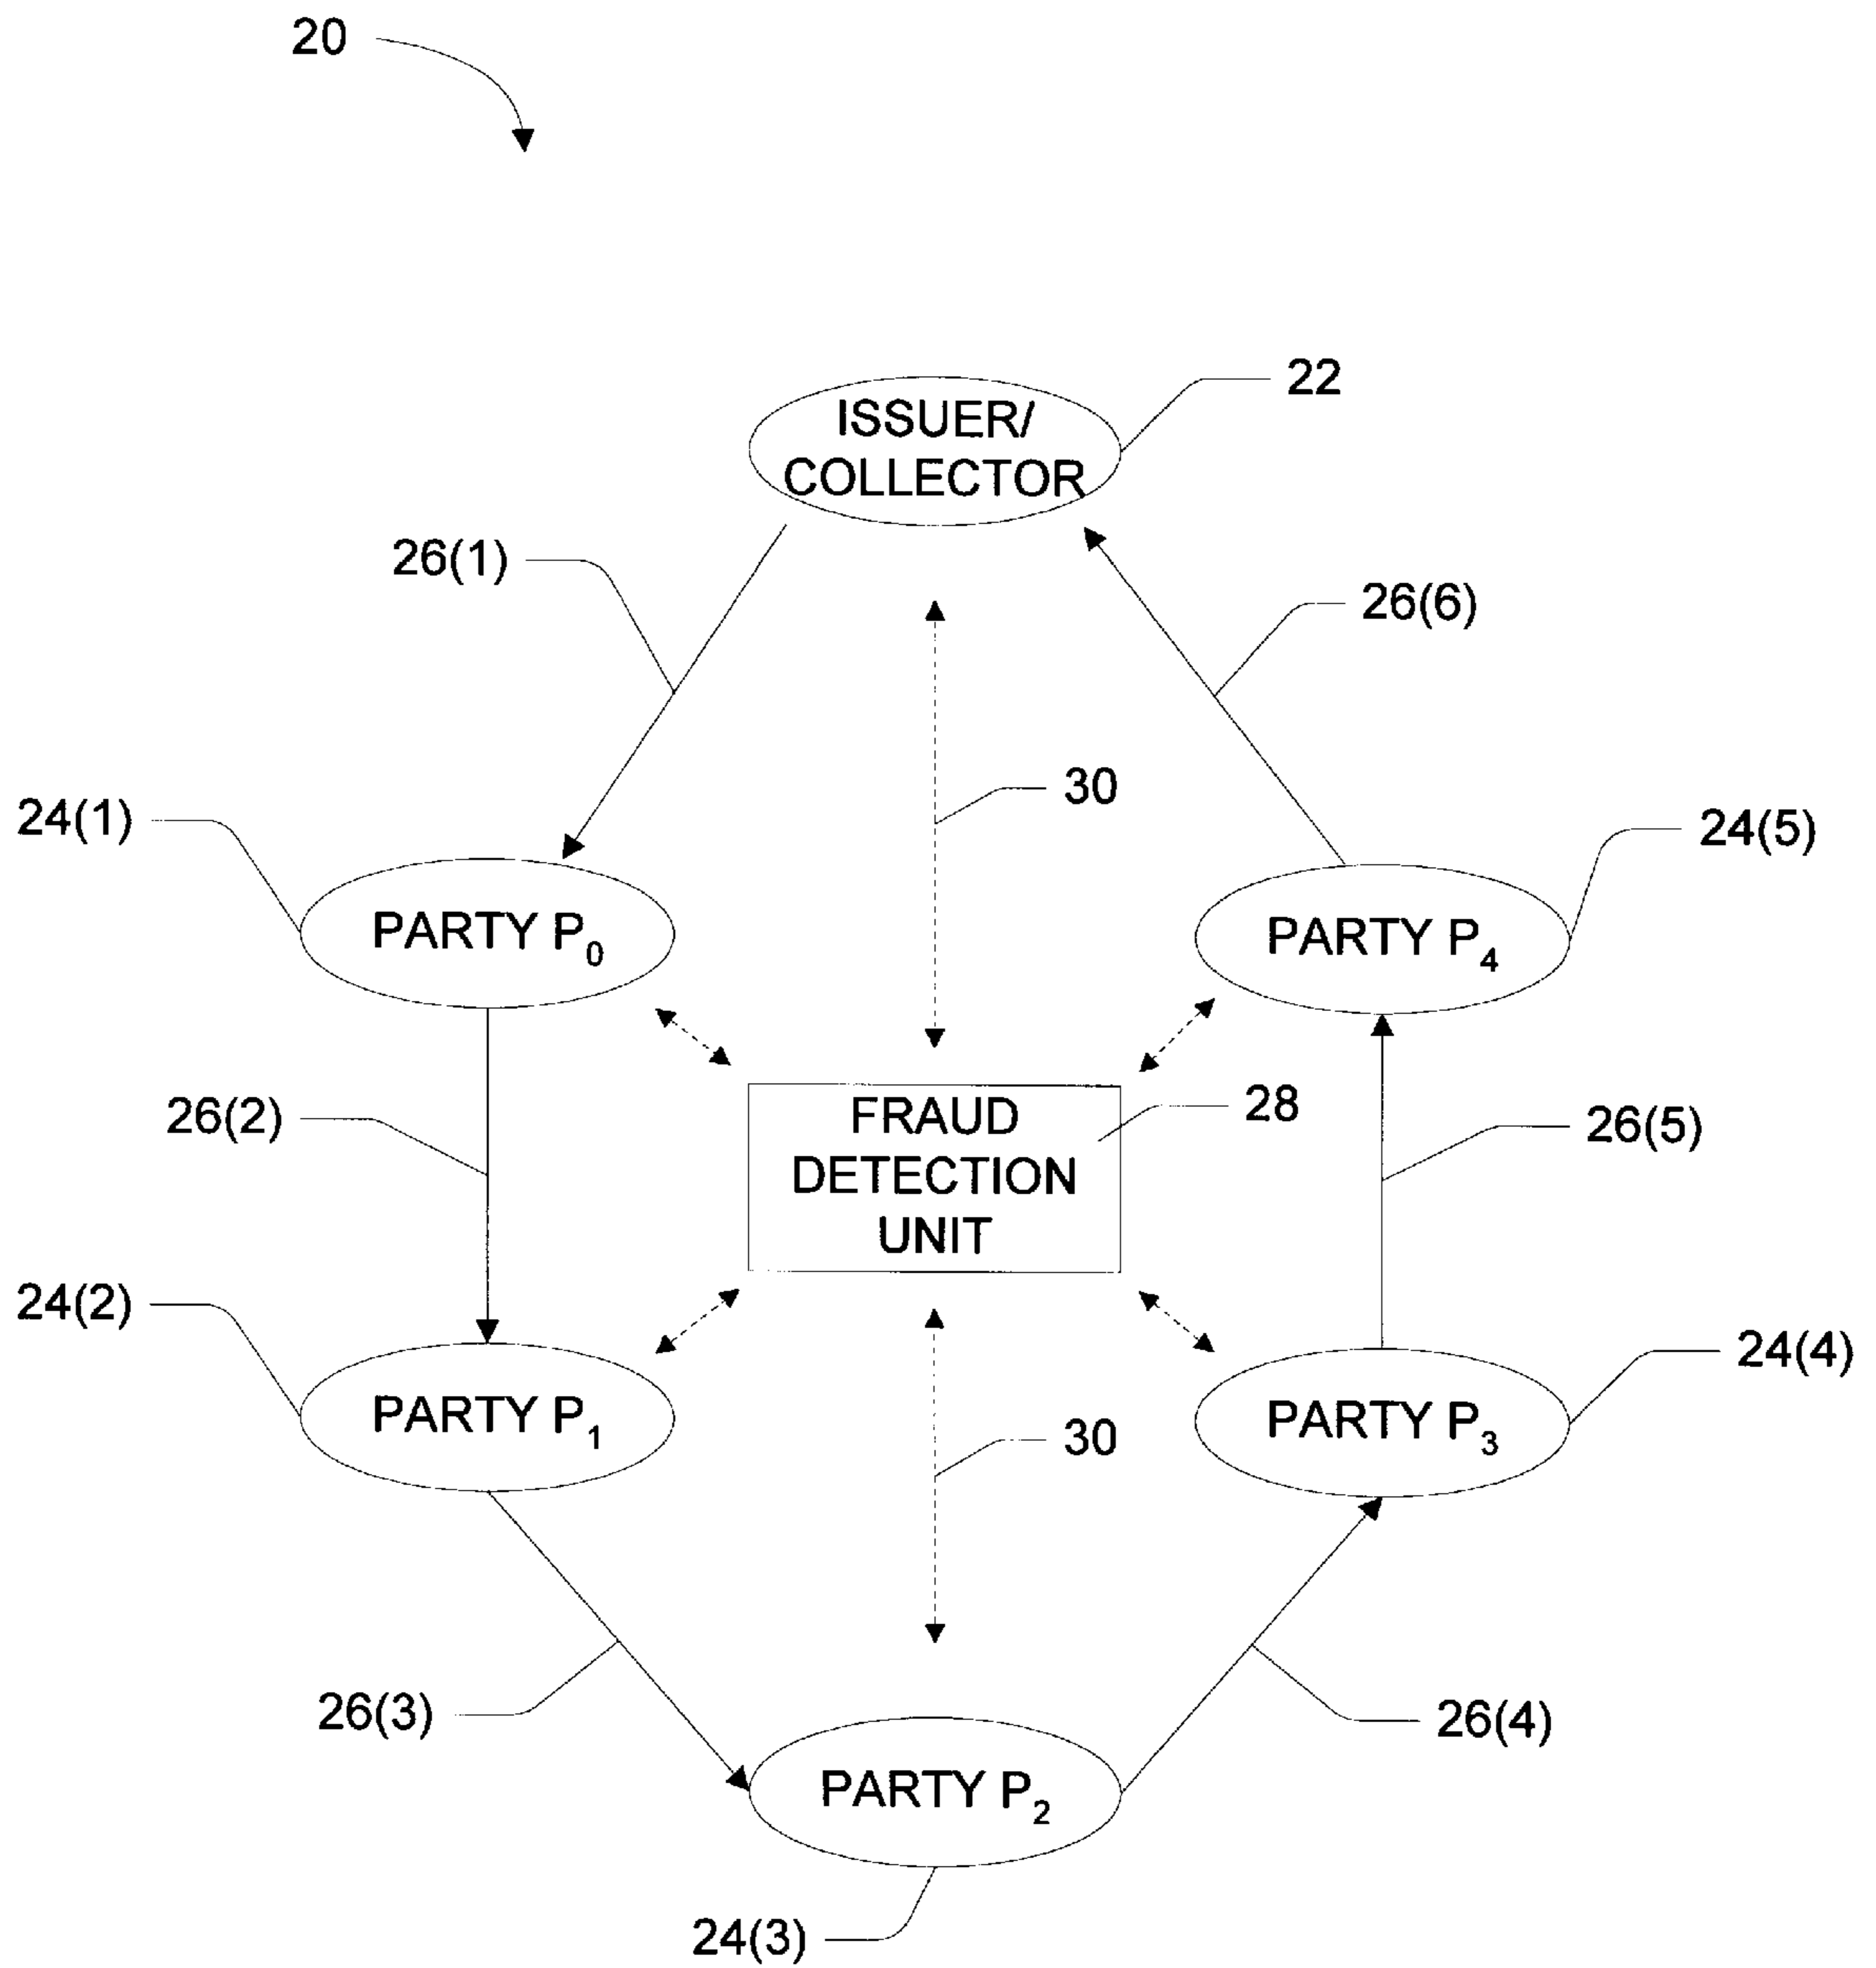 20
22
ISSUER/
COLLECTOR
26(1)
26(6)
30
24(1)
24(5)
PARTY P0
PARTY P4
26(2)
FRAUD
DETECTION
UNIT
28
26(5)
24(2)
24(4)
PARTY P1
PARTY P3
30
26(3)
26(4)
PARTY P2
24(3)